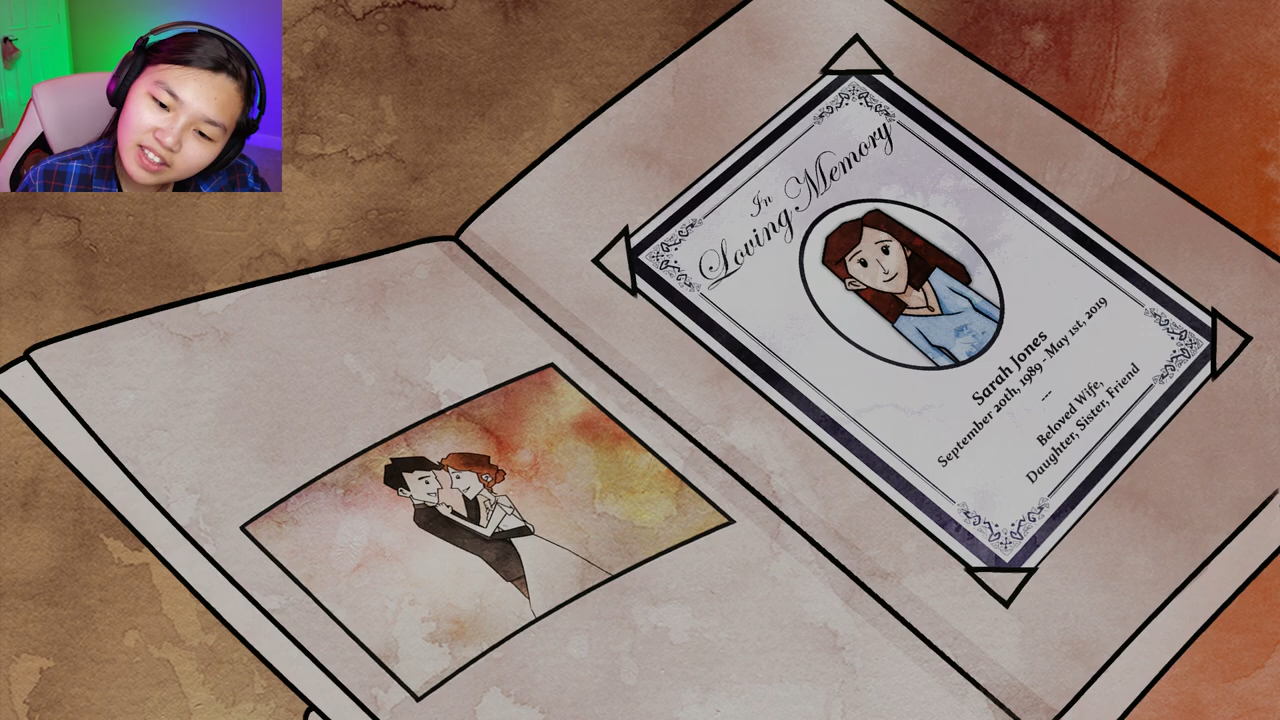 In
Loving Memory
Sarah Jones
September 20th, 1989 - May 1st, 2019
---
Beloved Wife,
Daughter, Sister, Friend